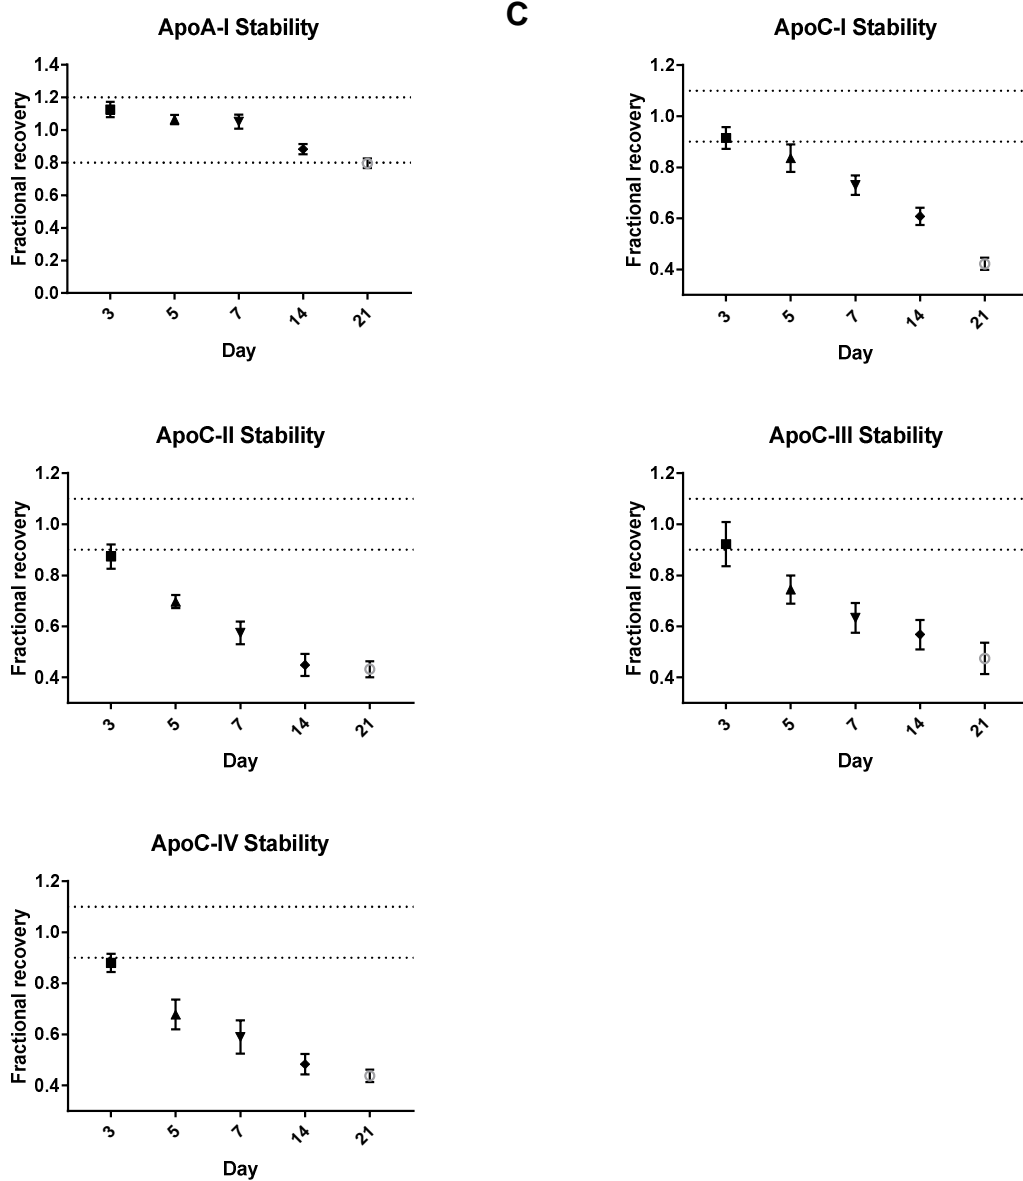 ApoA-I Stability
1.4
1.2
1.0
0.8
0.6
0.4
0.2
0.0
Fractional recovery
3 5 7 14 21
Day
C
ApoC-I Stability
1.2
1.0
0.8
0.6
0.4
Fractional recovery
3 5 7 14 21
Day
ApoC-II Stability
1.2
1.0
0.8
0.6
0.4
Fractional recovery
3 5 7 14 21
Day
ApoC-III Stability
1.2
1.0
0.8
0.6
0.4
Fractional recovery
3 5 7 14 21
Day
ApoC-IV Stability
1.2
1.0
0.8
0.6
0.4
Fractional recovery
3 5 7 14 21
Day